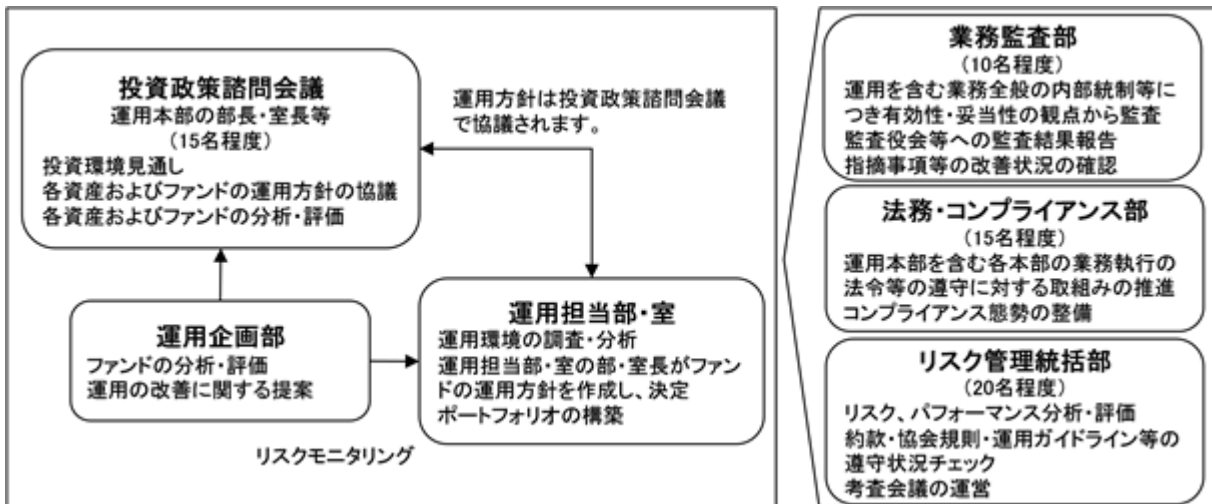 投資政策諮問会議
運用本部の部長・室長等
(15名程度)
投資環境見通し
各資産およびファンドの運用方針の協議
各資産およびファンドの分析・評価
運用方針は投資政策諮問会議
で協議されます。
運用企画部
ファンドの分析・評価
運用の改善に関する提案
運用担当部・室
運用環境の調査・分析
運用担当部・室の部・室長がファン
ドの運用方針を作成し、決定
ポートフォリオの構築
リスクモニタリング
業務監査部
(10名程度)
運用を含む業務全般の内部統制等に
つき有効性・妥当性の観点から監査
監査役会等への監査結果報告
指摘事項等の改善状況の確認
法務・コンプライアンス部
(15名程度)
運用本部を含む各本部の業務執行の
法令等の遵守に対する取組みの推進
コンプライアンス態勢の整備
リスク管理統括部
(20名程度)
リスク、パフォーマンス分析・評価
約款・協会規則・運用ガイドライン等の
遵守状況チェック
考査会議の運営